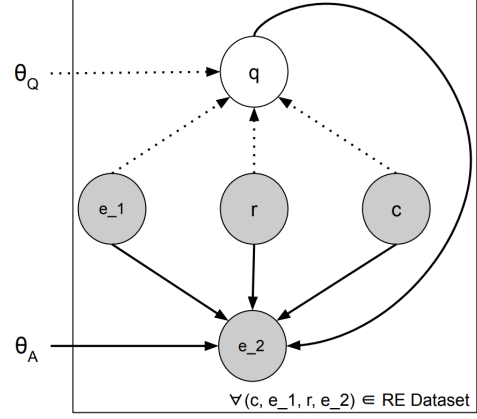 q
θ_Q
e_1
r
c
θ_A
e_2
∀(c, e_1, r, e_2) ∈ RE Dataset